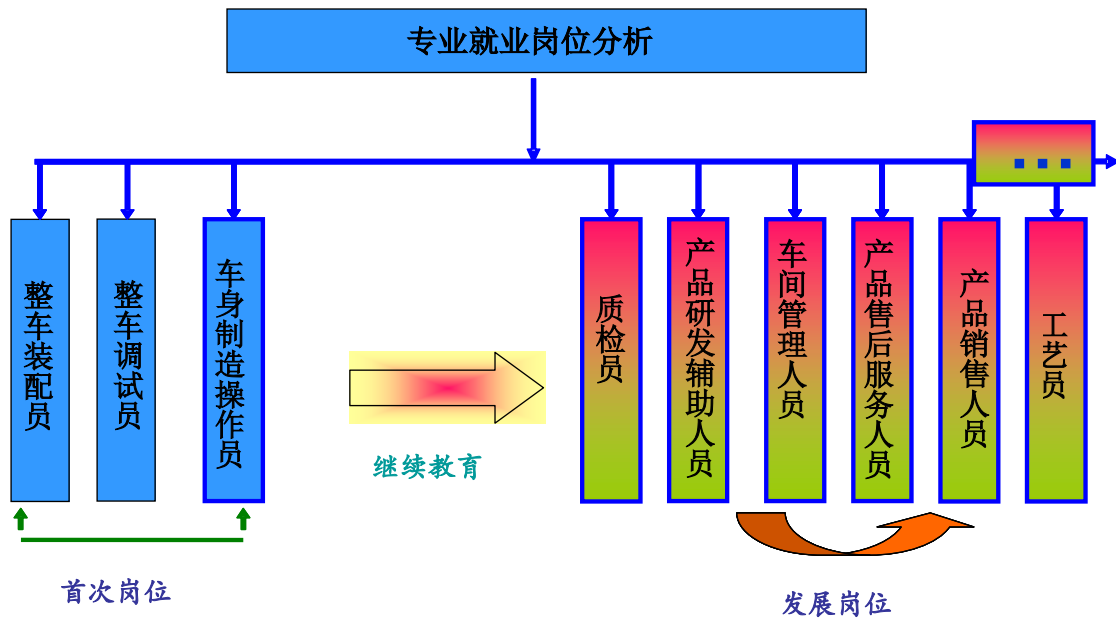 专业就业岗位分析
...
整车装配员
整车调试员
车身制造操作员
质检员
产品研发辅助人员
车间管理人员
产品售后服务人员
产品销售人员
工艺员
继续教育
首次岗位
发展岗位